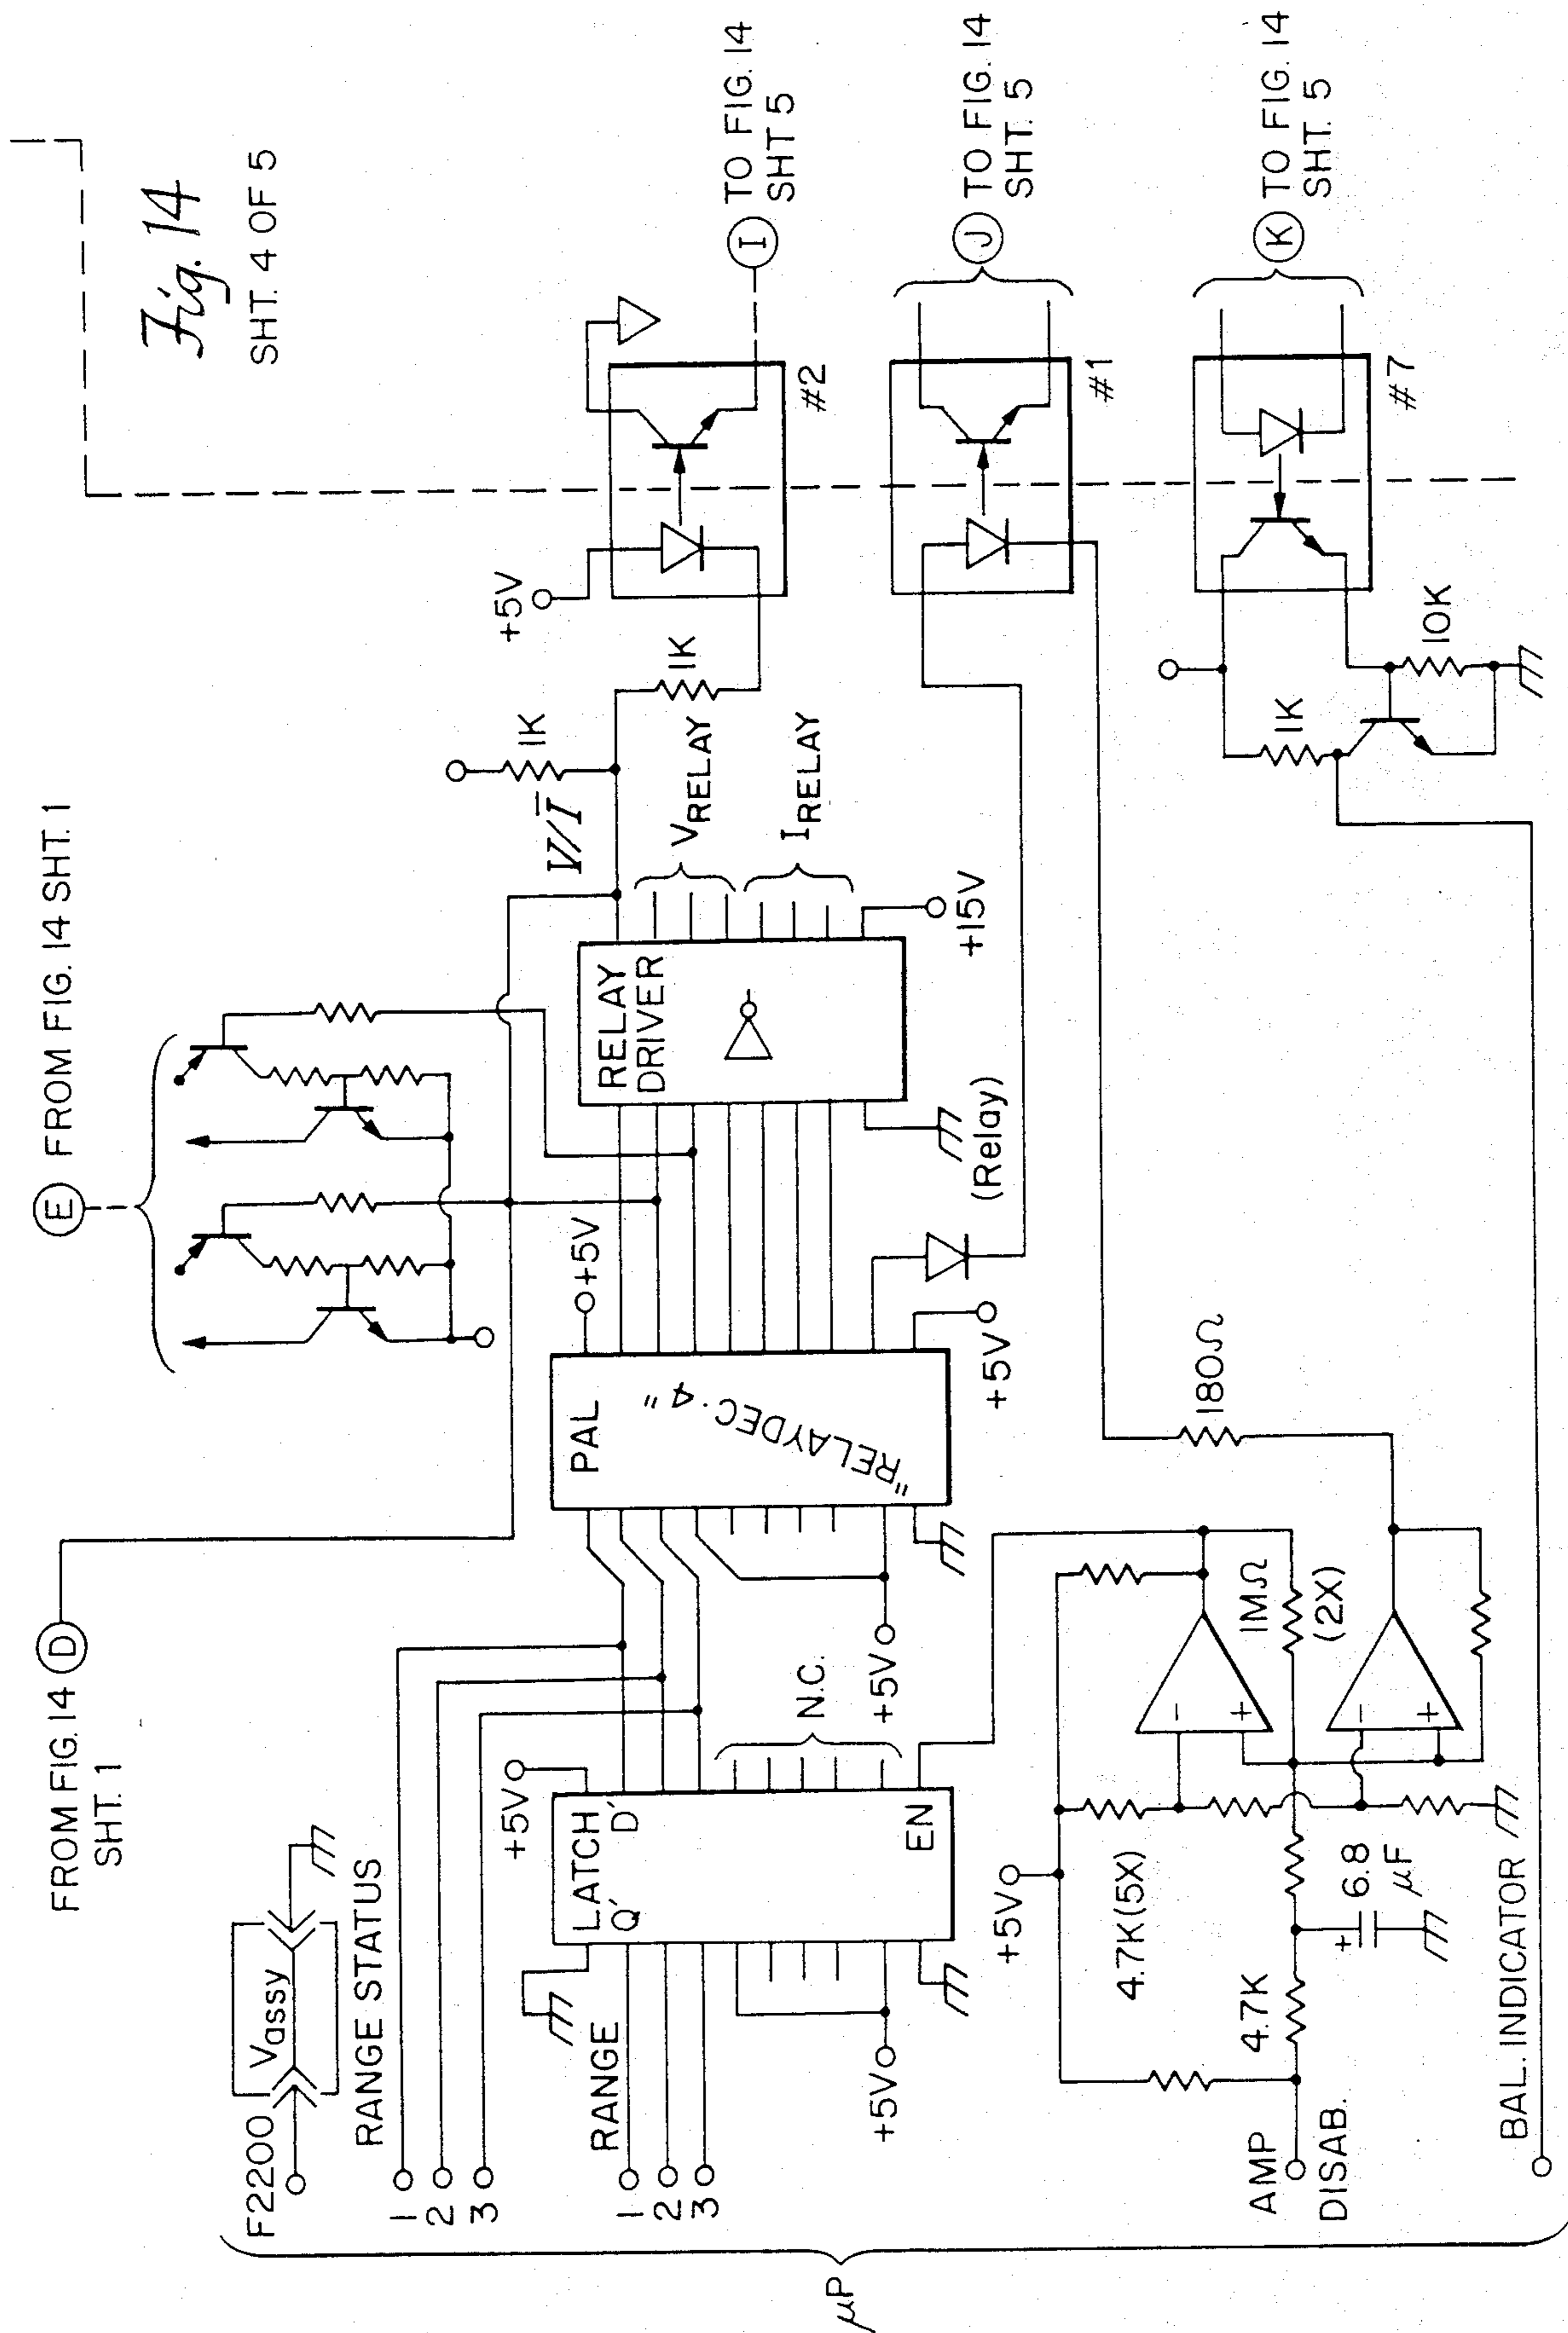 Fig. 14
SHT. 4 OF 5
FROM FIG. 14 D
SHT. 1
E FROM FIG. 14 SHT. 1
F2200
Vassy
RANGE STATUS
1
2
3
RANGE
1
2
3
+5V
LATCH
Q'
D'
EN
N.C.
+5V
+5V
PAL
"RELAYDEC·4"
+5V
+5V
RELAY
DRIVER
(Relay)
+15V
V/I̅
VRELAY
IRELAY
1K
1K
+5V
#2
I TO FIG. 14
SHT 5
#1
J TO FIG. 14
SHT. 5
#7
K TO FIG. 14
SHT. 5
1K
10K
180Ω
+5V
4.7K(5X)
4.7K
6.8
µF
1MΩ
(2X)
-
+
-
+
+
AMP
DISAB.
BAL. INDICATOR
µP